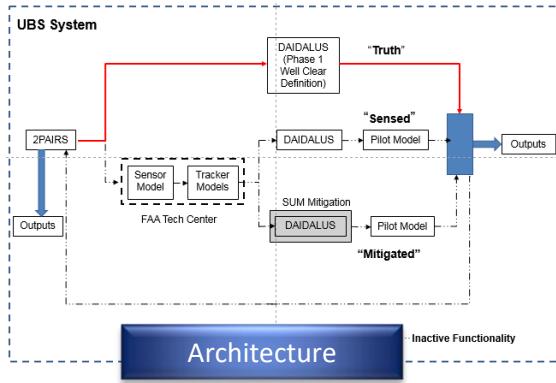 UBS System
DAIDALUS
(Phase 1
Well Clear
Definition)
"Truth"
"Sensed"
2PAIRS
DAIDALUS
Pilot Model
Outputs
Sensor
Model
Tracker
Models
FAA Tech Center
SUM Mitigation
DAIDALUS
Pilot Model
Outputs
"Mitigated"
Inactive Functionality
Architecture